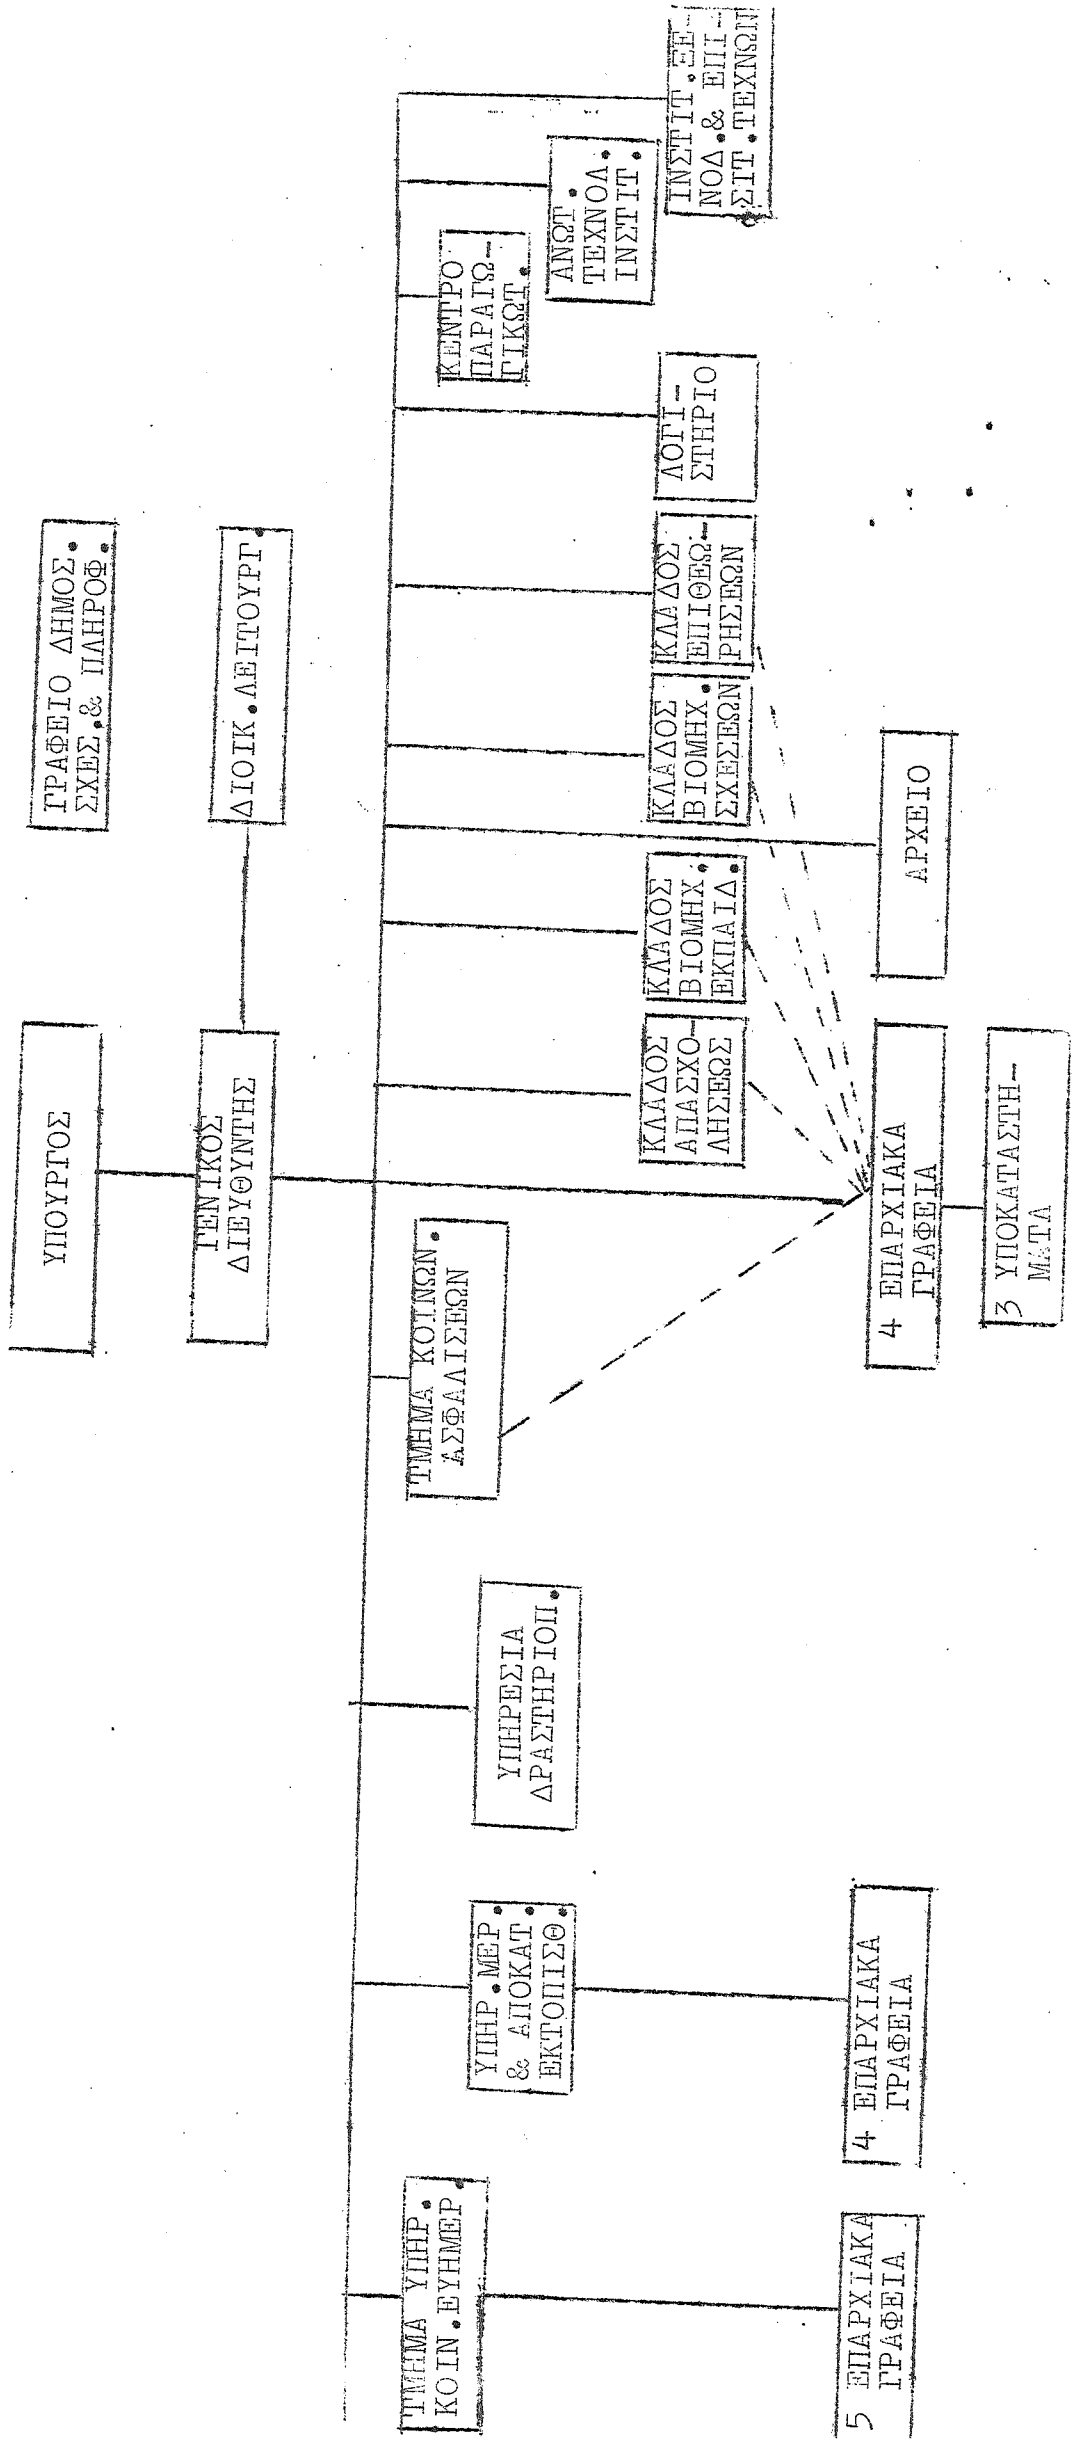 ΓΡΑΦΕΙΟ ΔΗΜΟΣ.
ΣΧΕΣ.& ΠΛΗΡΟΦ.
ΥΠΟΥΡΓΟΣ
ΓΕΝΙΚΟΣ
ΔΙΕΥΘΥΝΤΗΣ
ΔΙΟΙΚ.ΛΕΙΤΟΥΡΓ.
ΤΜΗΜΑ ΥΠΗΡ.
ΚΟΙΝ.ΕΥΗΜΕΡ.
ΥΠΗΡ.ΜΕΡ.
& ΑΠΟΚΑΤ.
ΕΚΤΟΠΙΣΘ.
ΥΠΗΡΕΣΙΑ
ΔΡΑΣΤΗΡΙΟΠ.
ΤΜΗΜΑ ΚΟΙΝΩΝ.
ΑΣΦΑΛΙΣΕΩΝ
ΚΛΑΔΟΣ
ΑΠΑΣΧΟ-
ΛΗΣΕΩΣ
ΚΛΑΔΟΣ
ΒΙΟΜΗΧ.
ΕΚΠΑΙΔ.
ΚΛΑΔΟΣ
ΒΙΟΜΗΧ.
ΣΧΕΣΕΩΝ
ΚΛΑΔΟΣ
ΕΠΙΘΕΩ-
ΡΗΣΕΩΝ
ΛΟΓΙ-
ΣΤΗΡΙΟ
ΚΕΝΤΡΟ
ΠΑΡΑΓΩ-
ΓΙΚΩΤ.
ΑΝΩΤ.
ΤΕΧΝΟΛ.
ΙΝΣΤΙΤ.
ΙΝΣΤΙΤ.ΞΕ-
ΝΟΔ.& ΕΠΙ-
ΣΙΤ.ΤΕΧΝΩΝ
5 ΕΠΑΡΧΙΑΚΑ
ΓΡΑΦΕΙΑ
4 ΕΠΑΡΧΙΑΚΑ
ΓΡΑΦΕΙΑ
4 ΕΠΑΡΧΙΑΚΑ
ΓΡΑΦΕΙΑ
ΑΡΧΕΙΟ
3 ΥΠΟΚΑΤΑΣΤΗ-
ΜΑΤΑ